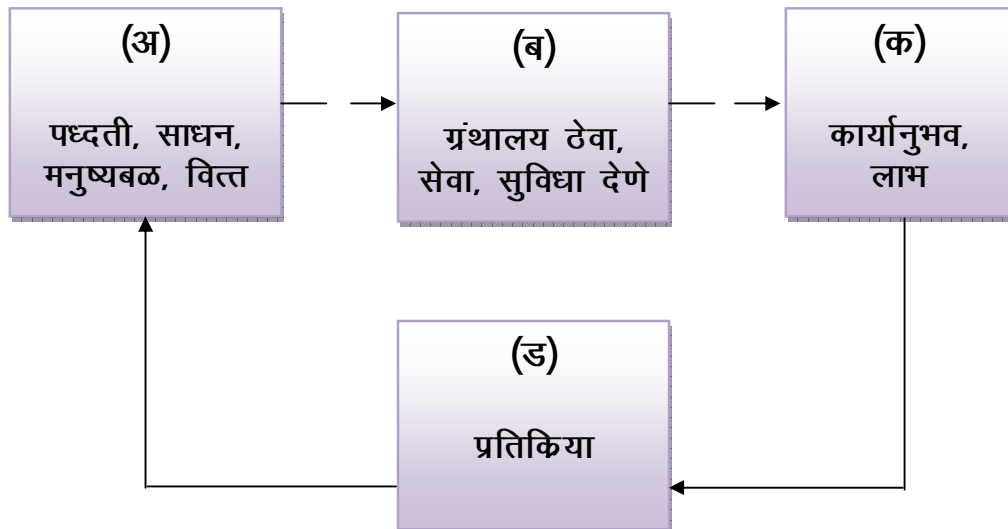 (अ)
पध्दती, साधन,
मनुष्यबळ, वित्त
(ब)
ग्रंथालय ठेवा,
सेवा, सुविधा देणे
(क)
कार्यानुभव,
लाभ
(ड)
प्रतिकिया